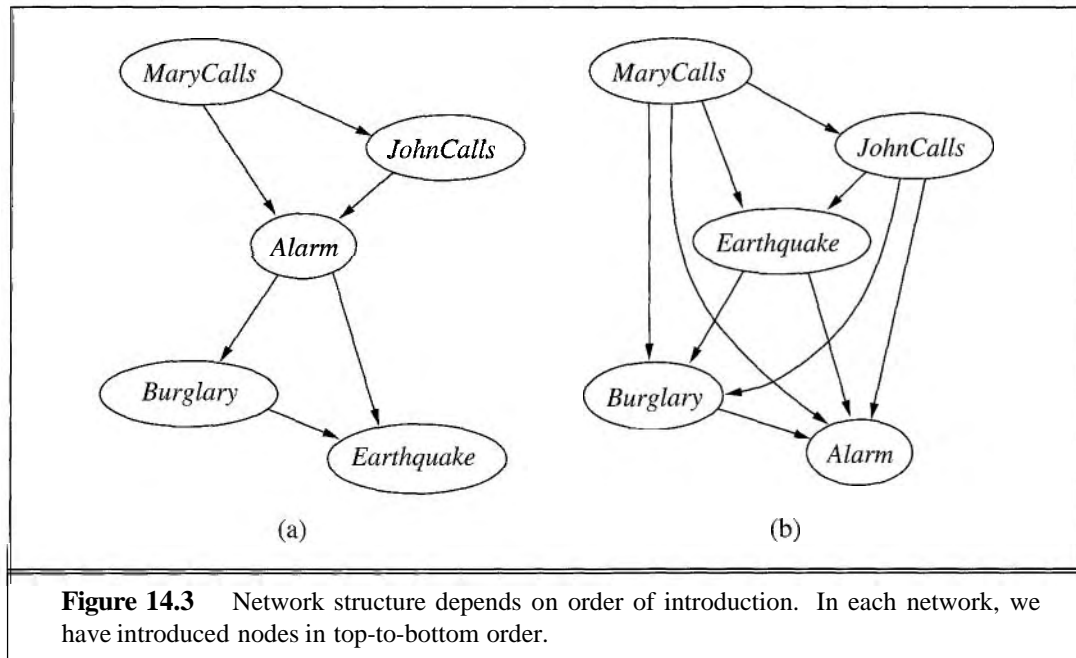 MaryCalls
JohnCalls
Alarm
Burglary
Earthquake
(a)
MaryCalls
JohnCalls
Earthquake
Burglary
Alarm
(b)
Figure 14.3 Network structure depends on order of introduction. In each network, we
have introduced nodes in top-to-bottom order.